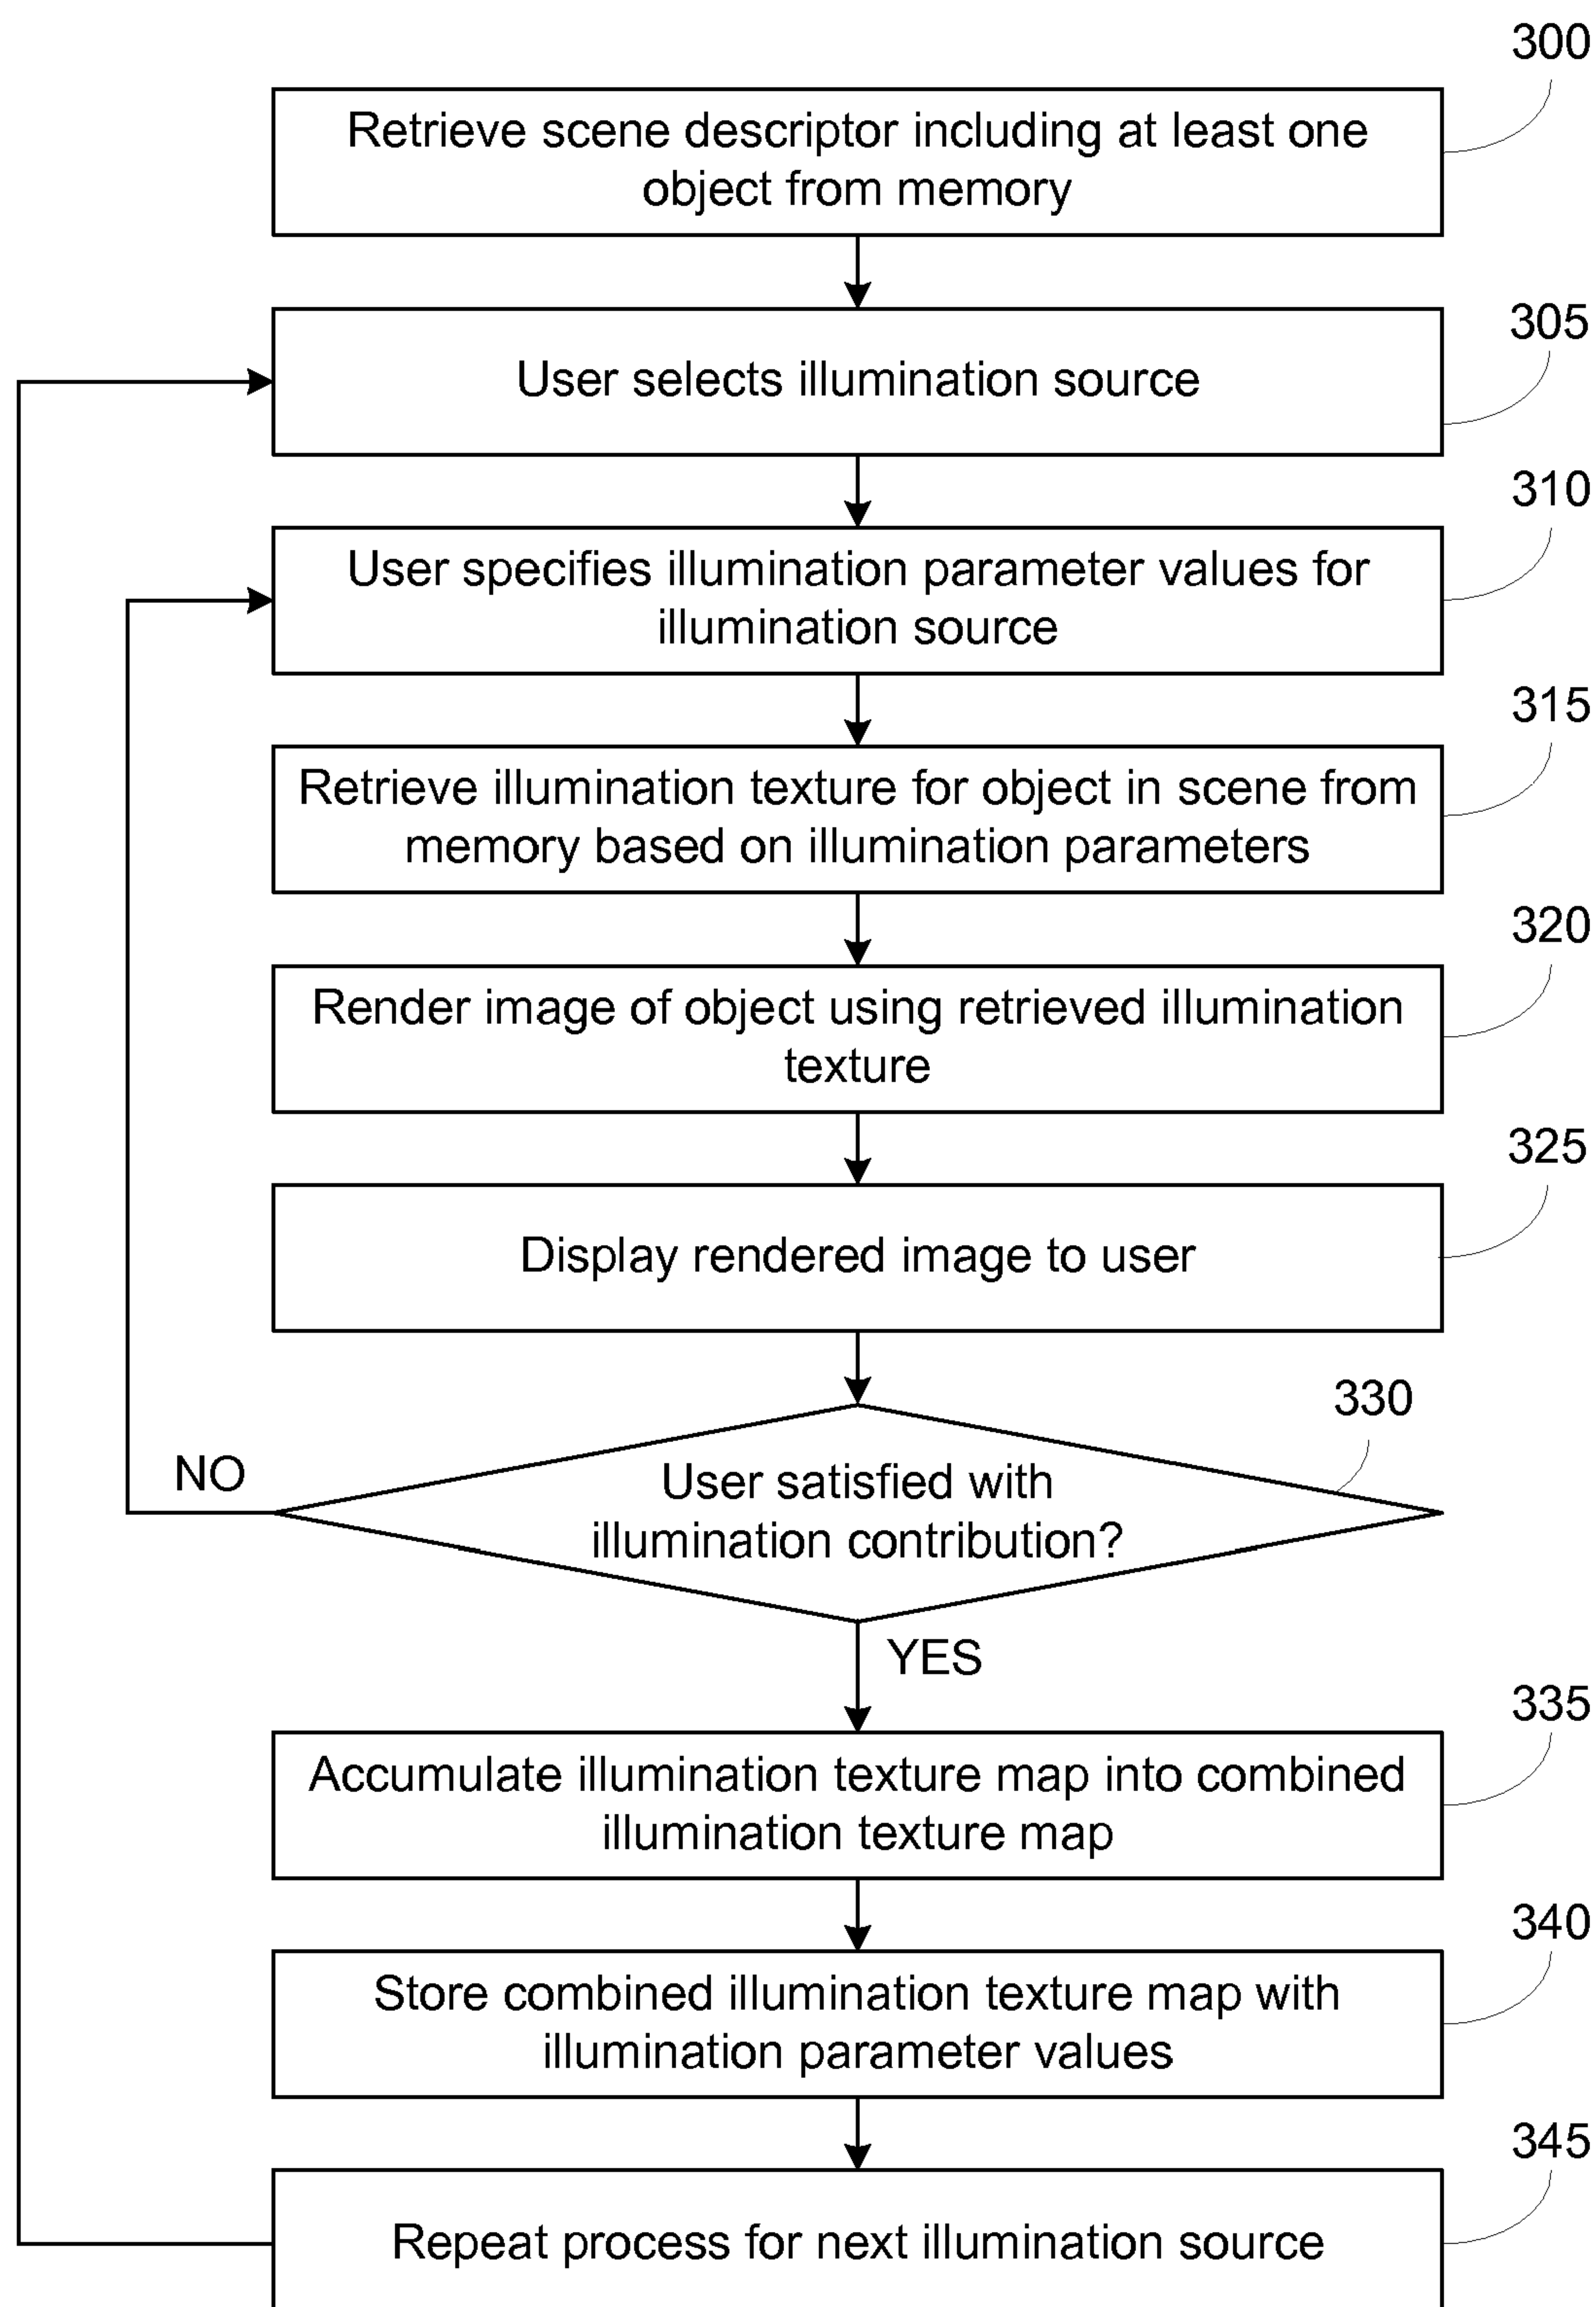 300
Retrieve scene descriptor including at least one
object from memory
305
User selects illumination source
310
User specifies illumination parameter values for
illumination source
315
Retrieve illumination texture for object in scene from
memory based on illumination parameters
320
Render image of object using retrieved illumination
texture
325
Display rendered image to user
330
NO
User satisfied with
illumination contribution?
YES
335
Accumulate illumination texture map into combined
illumination texture map
340
Store combined illumination texture map with
illumination parameter values
345
Repeat process for next illumination source